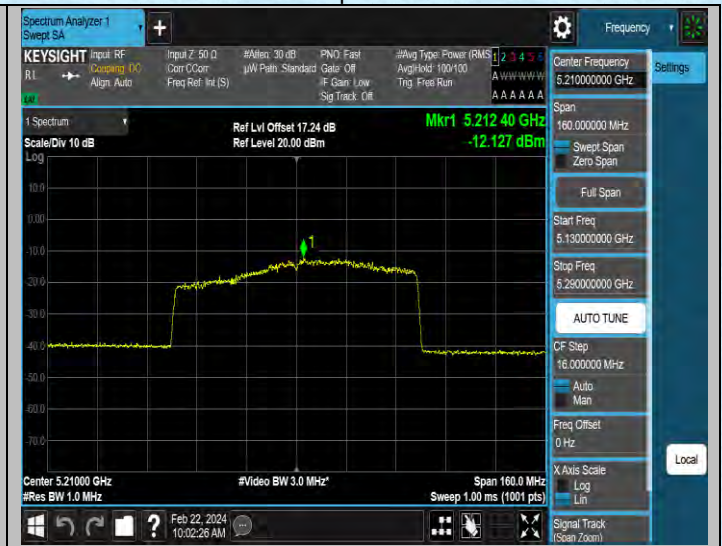 Spectrum Analyzer 1
Swept SA
+
Frequency
KEYSIGHT
Input: RF
Coupling: DC
Align: Auto
Input Z: 50 Ω
Corr CCorr
Freq Ref: Int (S)
#Atten: 30 dB
µW Path: Standard
PNO: Fast
Gate: Off
IF Gain: Low
Sig Track: Off
#Avg Type: Power (RMS)
Avg|Hold: 100/100
Trig: Free Run
1 2 3 4 5 6
A W W W W W
A A A A A A
1 Spectrum
Scale/Div 10 dB
Log
Ref Lvl Offset 17.24 dB
Ref Level 20.00 dBm
Mkr1 5.212 40 GHz
-12.127 dBm
10.0
0.00
-10.0
-20.0
-30.0
-40.0
-50.0
-60.0
-70.0
1
Center 5.21000 GHz
#Res BW 1.0 MHz
#Video BW 3.0 MHz*
Span 160.0 MHz
Sweep 1.00 ms (1001 pts)
Feb 22, 2024
10:02:26 AM
Center Frequency
5.210000000 GHz
Settings
Span
160.000000 MHz
Swept Span
Zero Span
Full Span
Start Freq
5.130000000 GHz
Stop Freq
5.290000000 GHz
AUTO TUNE
CF Step
16.000000 MHz
Auto
Man
Freq Offset
0 Hz
X Axis Scale
Log
Lin
Local
Signal Track
(Span Zoom)